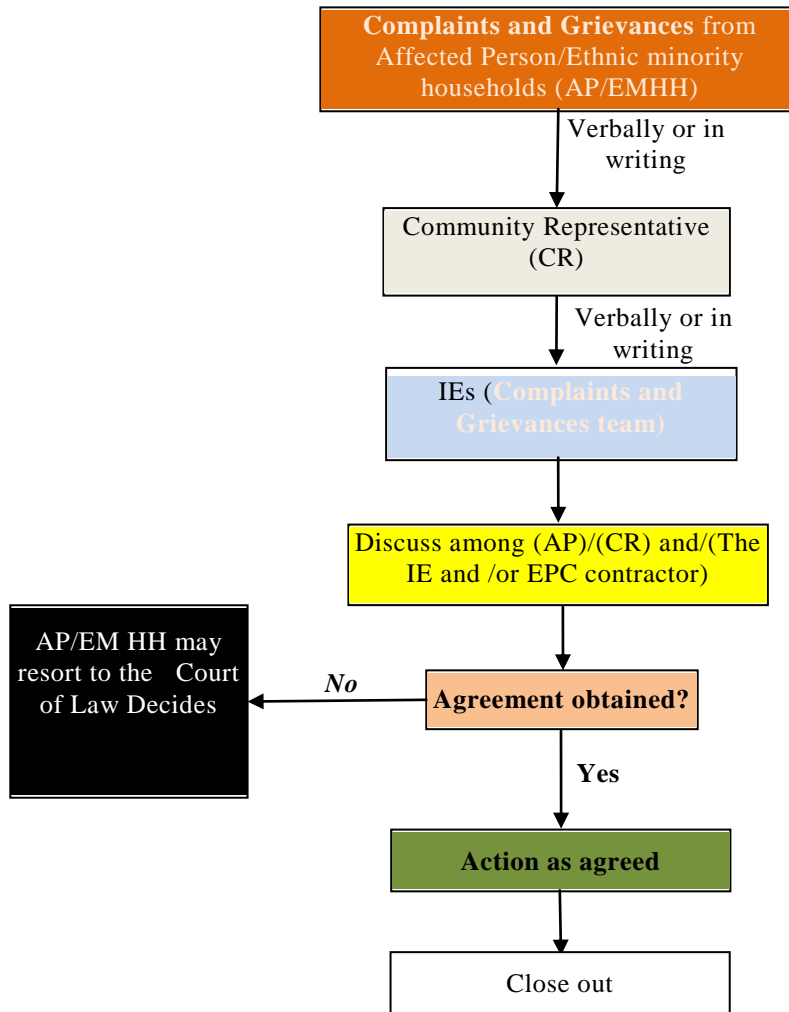 Complaints and Grievances from
Affected Person/Ethnic minority
households (AP/EMHH)
Verbally or in
writing
Community Representative
(CR)
Verbally or in
writing
IEs (Complaints and
Grievances team)
Discuss among (AP)/(CR) and/(The
IE and /or EPC contractor)
AP/EM HH may
resort to the Court
of Law Decides
No
Agreement obtained?
Yes
Action as agreed
Close out